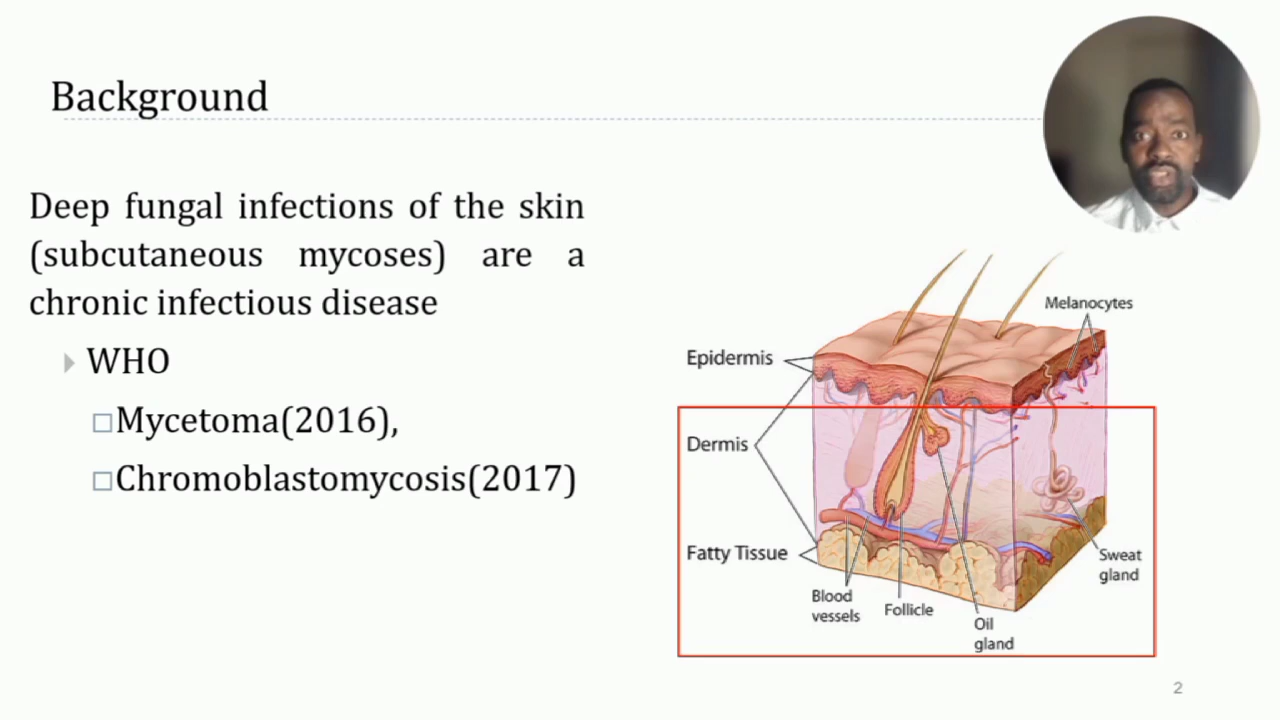 Background
Deep fungal infections of the skin
(subcutaneous mycoses) are a
chronic infectious disease
WHO
Mycetoma(2016),
Chromoblastomycosis(2017)
Melanocytes
Epidermis
Dermis
Fatty Tissue
Blood
vessels
Follicle
Oil
gland
Sweat
gland
2